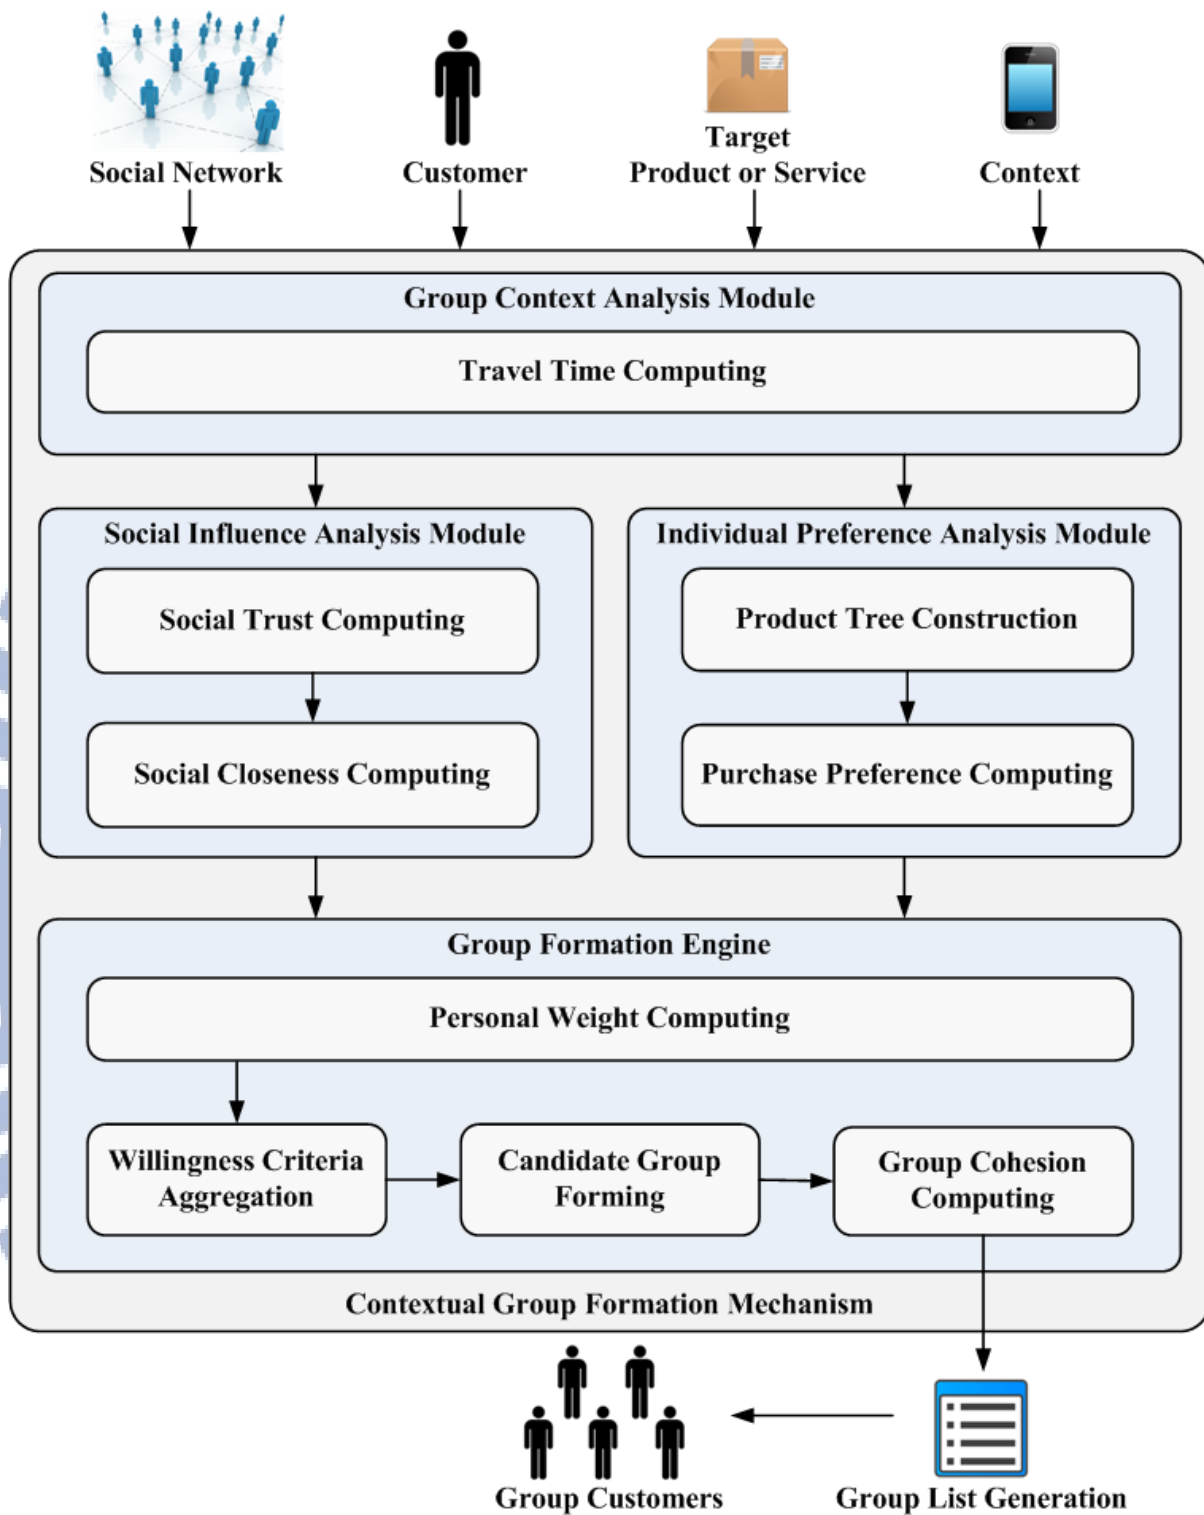 Social Network
Customer
Target
Product or Service
Context
Group Context Analysis Module
Travel Time Computing
Social Influence Analysis Module
Social Trust Computing
Social Closeness Computing
Individual Preference Analysis Module
Product Tree Construction
Purchase Preference Computing
Group Formation Engine
Personal Weight Computing
Willingness Criteria
Aggregation
Candidate Group
Forming
Group Cohesion
Computing
Contextual Group Formation Mechanism
Group Customers
Group List Generation